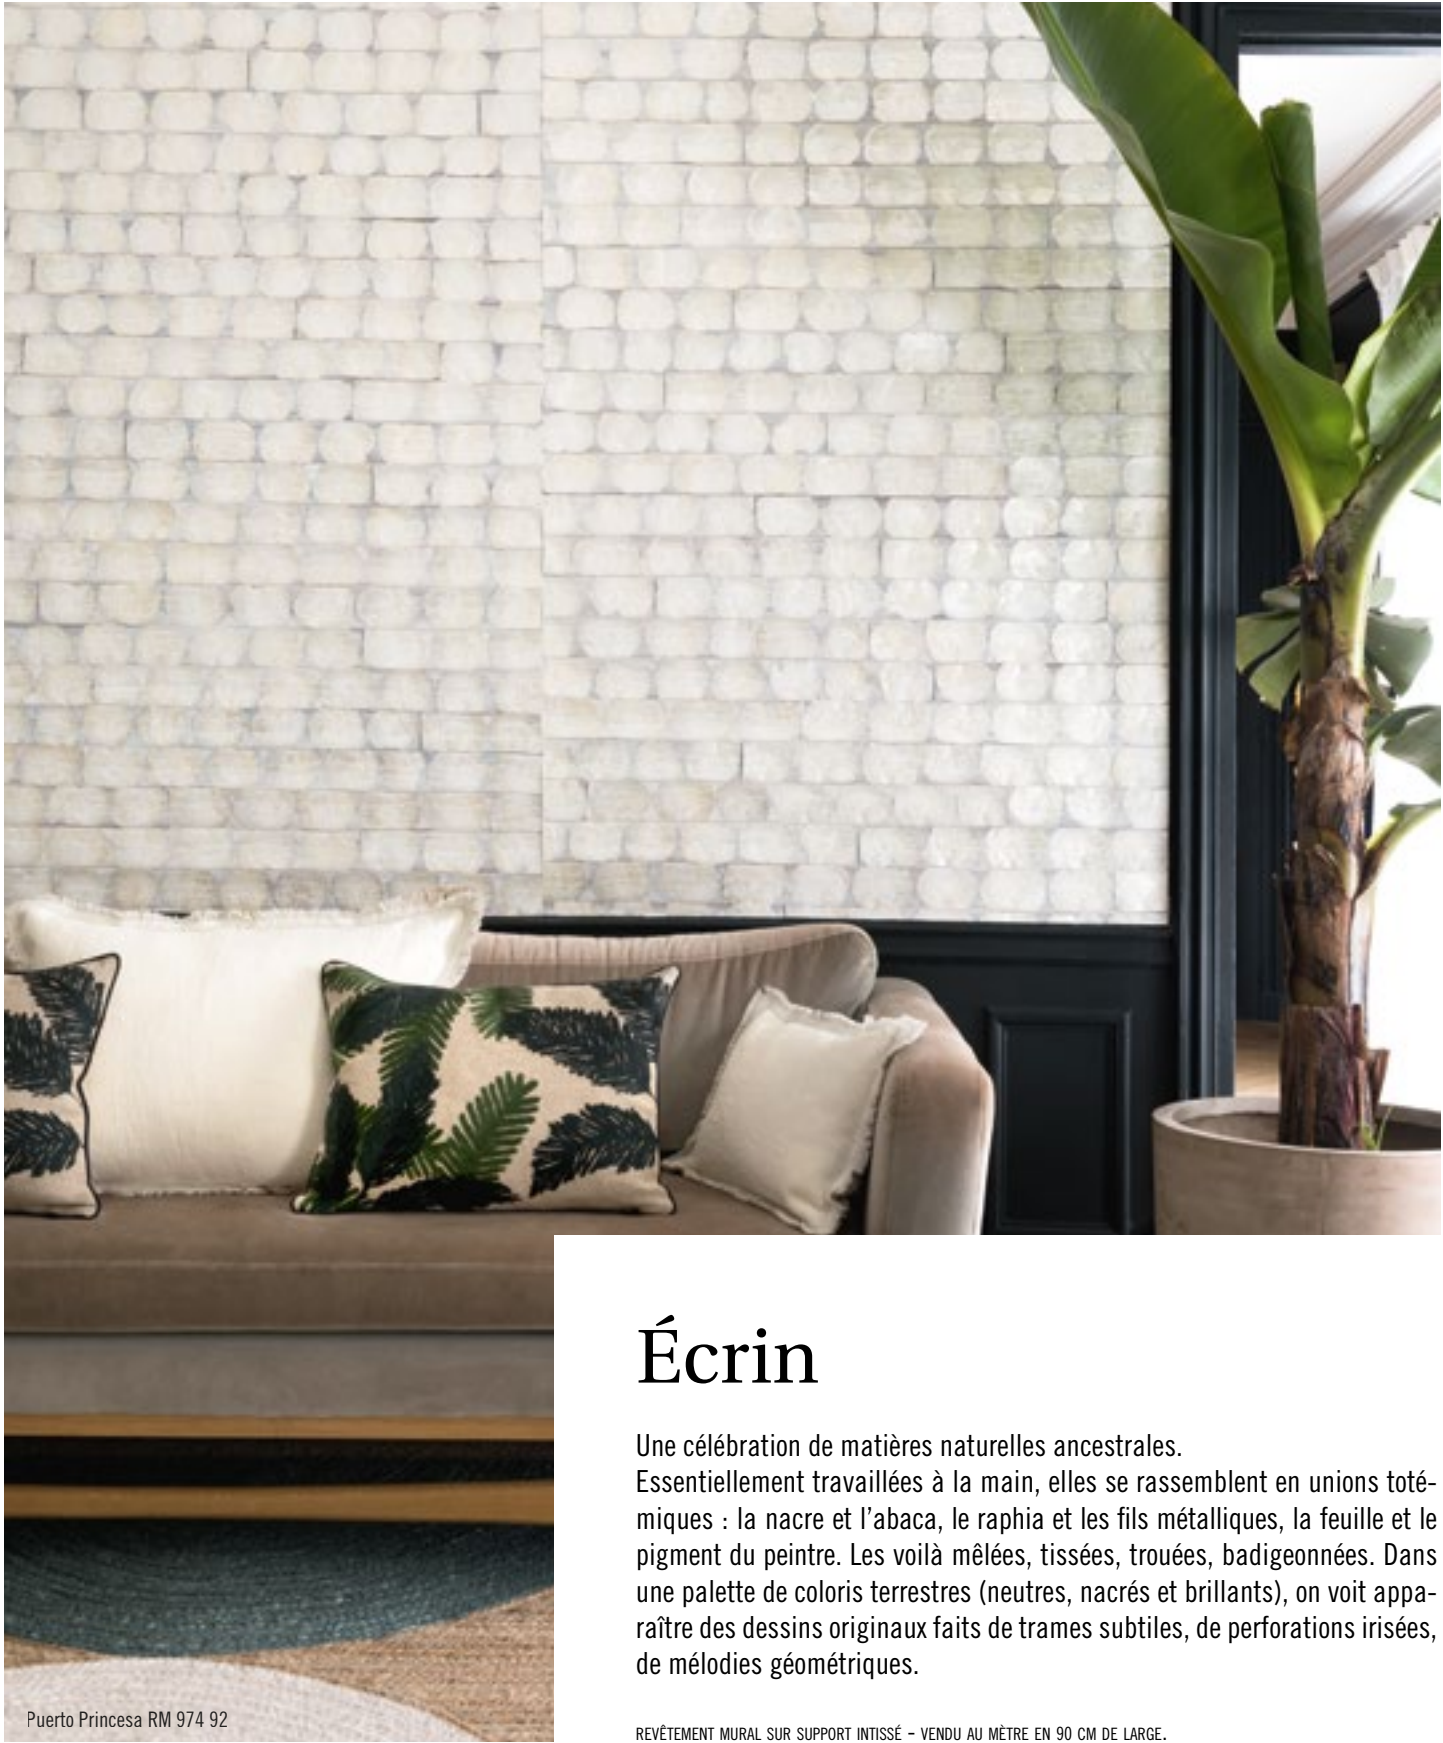 Écrin
Une célébration de matières naturelles ancestrales.
Essentiellement travaillées à la main, elles se rassemblent en unions toté-
miques : la nacre et l'abaca, le raphia et les fils métalliques, la feuille et le
pigment du peintre. Les voilà mêlées, tissées, trouées, badigeonnées. Dans
une palette de coloris terrestres (neutres, nacrés et brillants), on voit appa-
raître des dessins originaux faits de trames subtiles, de perforations irisées,
de mélodies géométriques.
Puerto Princesa RM 974 92
REVÊTEMENT MURAL SUR SUPPORT INTISSÉ - VENDU AU MÈTRE EN 90 CM DE LARGE.